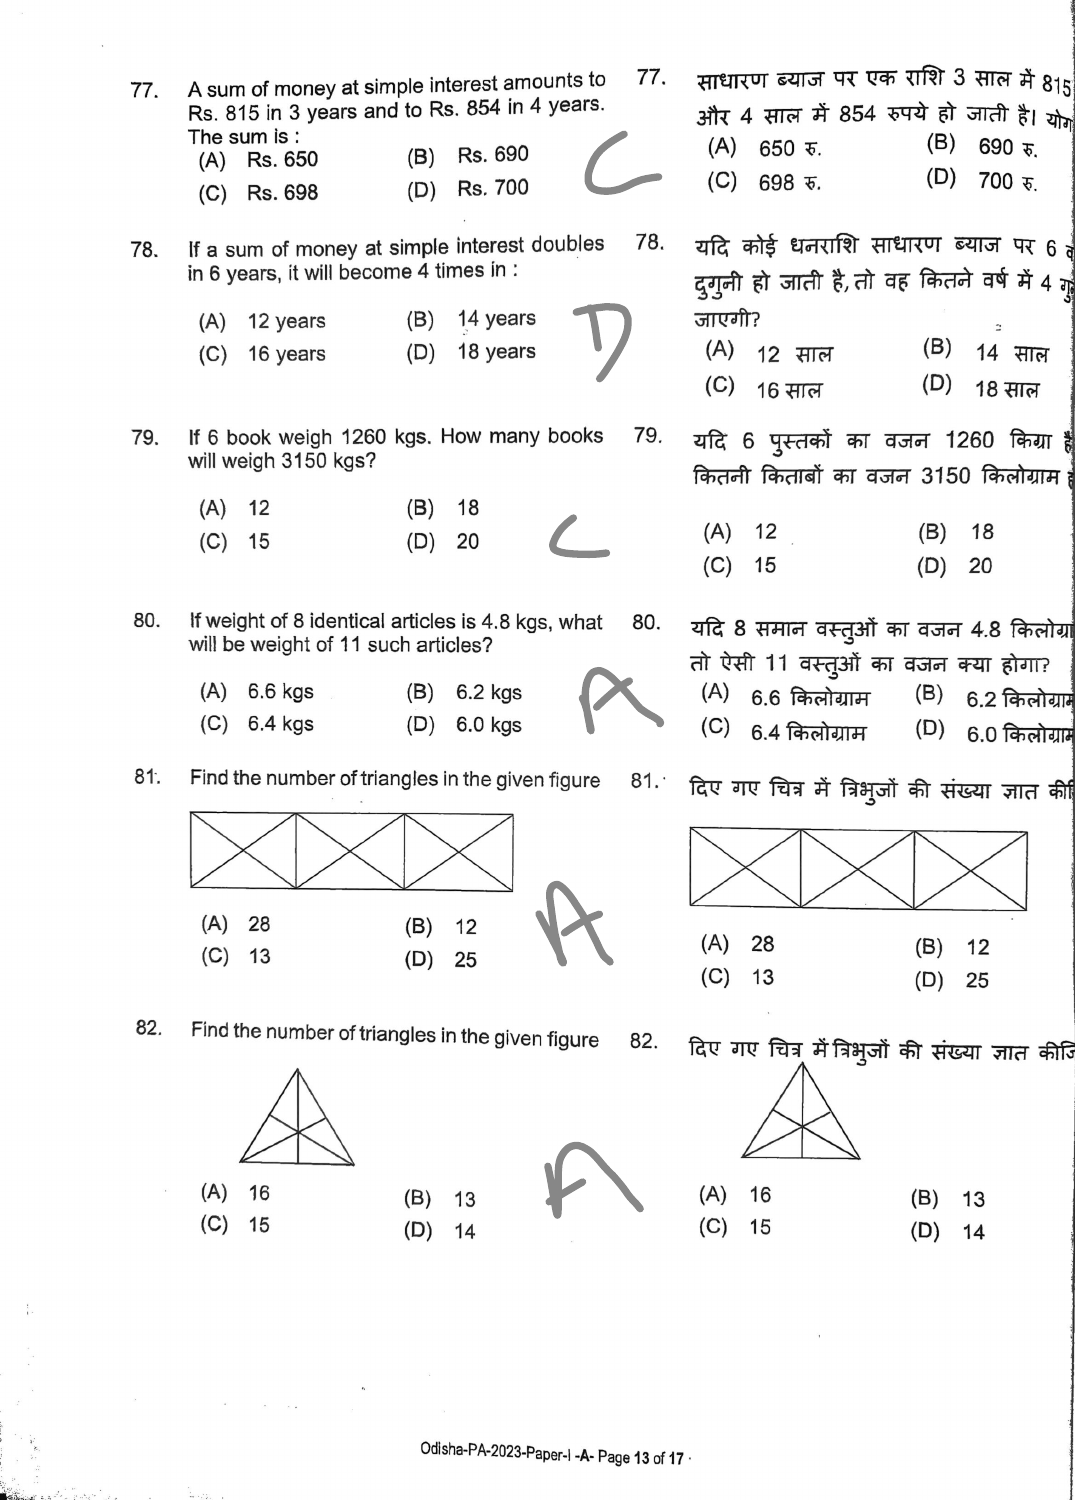 77. A sum of money at simple interest amounts to
Rs. 815 in 3 years and to Rs. 854 in 4 years.
The sum is :
(A) Rs. 650 (B) Rs. 690
(C) Rs. 698 (D) Rs. 700
C
78. If a sum of money at simple interest doubles
in 6 years, it will become 4 times in :
(A) 12 years (B) 14 years
(C) 16 years (D) 18 years
D
79. If 6 book weigh 1260 kgs. How many books
will weigh 3150 kgs?
(A) 12 (B) 18
(C) 15 (D) 20
C
80. If weight of 8 identical articles is 4.8 kgs, what
will be weight of 11 such articles?
(A) 6.6 kgs (B) 6.2 kgs
(C) 6.4 kgs (D) 6.0 kgs
A
81. Find the number of triangles in the given figure
(A) 28 (B) 12
(C) 13 (D) 25
A
82. Find the number of triangles in the given figure
(A) 16 (B) 13
(C) 15 (D) 14
A
77. साधारण ब्याज पर एक राशि 3 साल में 815
और 4 साल में 854 रुपये हो जाती है। योग
(A) 650 रु. (B) 690 रु.
(C) 698 रु. (D) 700 रु.
78. यदि कोई धनराशि साधारण ब्याज पर 6
दुगुनी हो जाती है, तो वह कितने वर्ष में 4
जाएगी?
(A) 12 साल (B) 14 साल
(C) 16 साल (D) 18 साल
79. यदि 6 पुस्तकों का वजन 1260 किग्रा है
कितनी किताबों का वजन 3150 किलोग्राम
(A) 12 (B) 18
(C) 15 (D) 20
80. यदि 8 समान वस्तुओं का वजन 4.8 किलोग्रा
तो ऐसी 11 वस्तुओं का वजन क्या होगा?
(A) 6.6 किलोग्राम (B) 6.2 किलोग्राम
(C) 6.4 किलोग्राम (D) 6.0 किलोग्राम
81. दिए गए चित्र में त्रिभुजों की संख्या ज्ञात
(A) 28 (B) 12
(C) 13 (D) 25
82. दिए गए चित्र में त्रिभुजों की संख्या ज्ञात
(A) 16 (B) 13
(C) 15 (D) 14
Odisha-PA-2023-Paper-I -A- Page 13 of 17